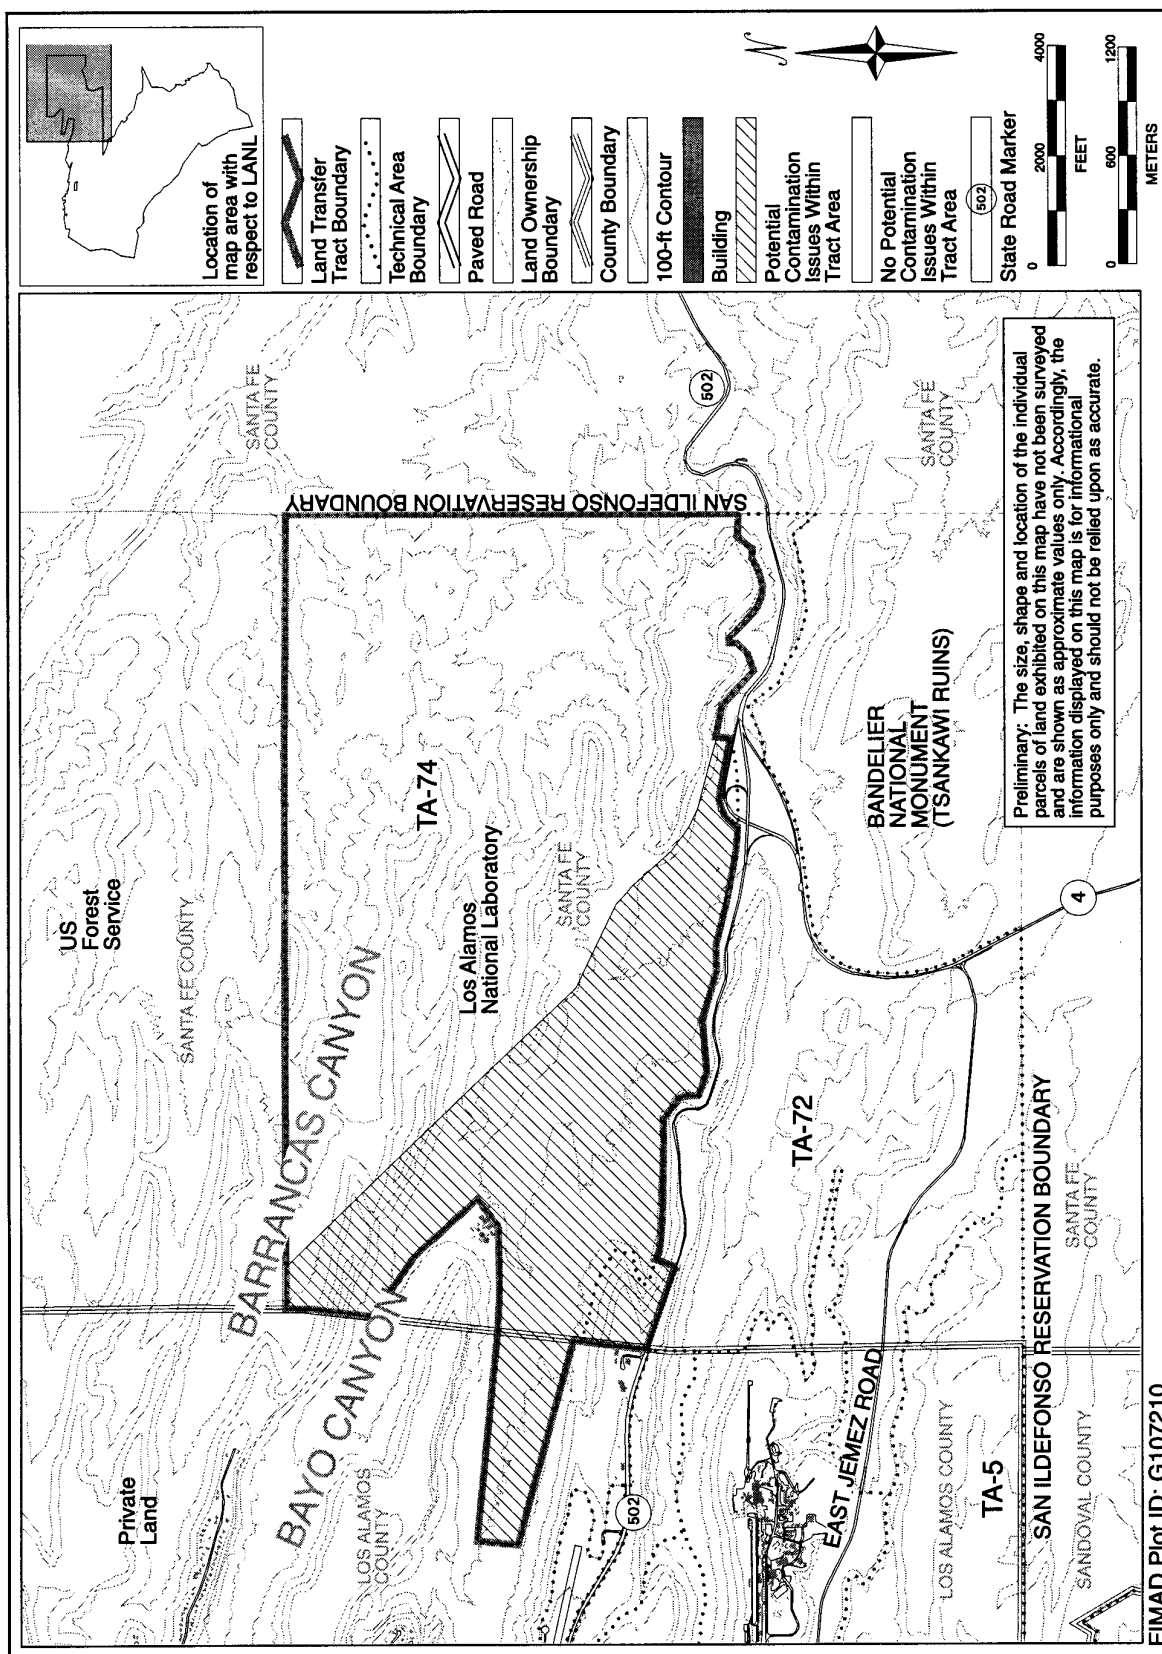 Private
Land
US
Forest
Service
SANTA FE COUNTY
SANTA FE
COUNTY
BARRANCAS CANYON
BAYO CANYON
LOS ALAMOS
COUNTY
TA-74
Los Alamos
National Laboratory
SANTA FE
COUNTY
SAN ILDEFONSO RESERVATION BOUNDARY
502
502
TA-72
BANDELIER
NATIONAL
MONUMENT
(TSANKAWI RUINS)
SANTA FE
COUNTY
EAST JEMEZ ROAD
LOS ALAMOS COUNTY
TA-5
4
SAN ILDEFONSO RESERVATION BOUNDARY
SANDOVAL COUNTY
SANTA FE
COUNTY
Preliminary: The size, shape and location of the individual
parcels of land exhibited on this map have not been surveyed
and are shown as approximate values only. Accordingly, the
information displayed on this map is for informational
purposes only and should not be relied upon as accurate.
FIMAD Plot ID: G107210
Location of
map area with
respect to LANL
Land Transfer
Tract Boundary
Technical Area
Boundary
Paved Road
Land Ownership
Boundary
County Boundary
100-ft Contour
Building
Potential
Contamination
Issues Within
Tract Area
No Potential
Contamination
Issues Within
Tract Area
502
State Road Marker
N
0 2000 4000
FEET
0 600 1200
METERS